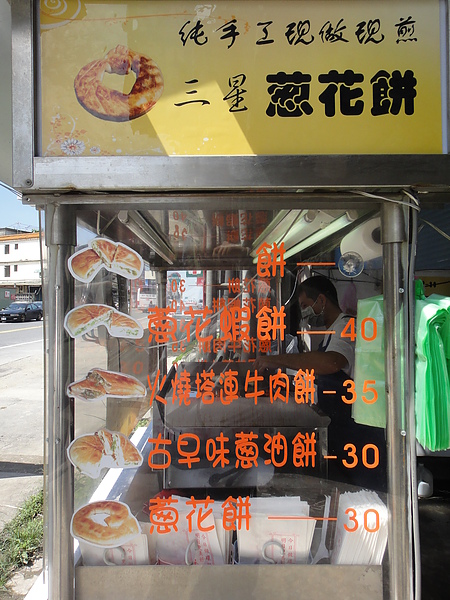 純手工現做現煎
三星蔥花餅
餅—
蔥花蝦餅—40
火燒塔連牛肉餅-35
古早味蔥油餅-30
蔥花餅—30